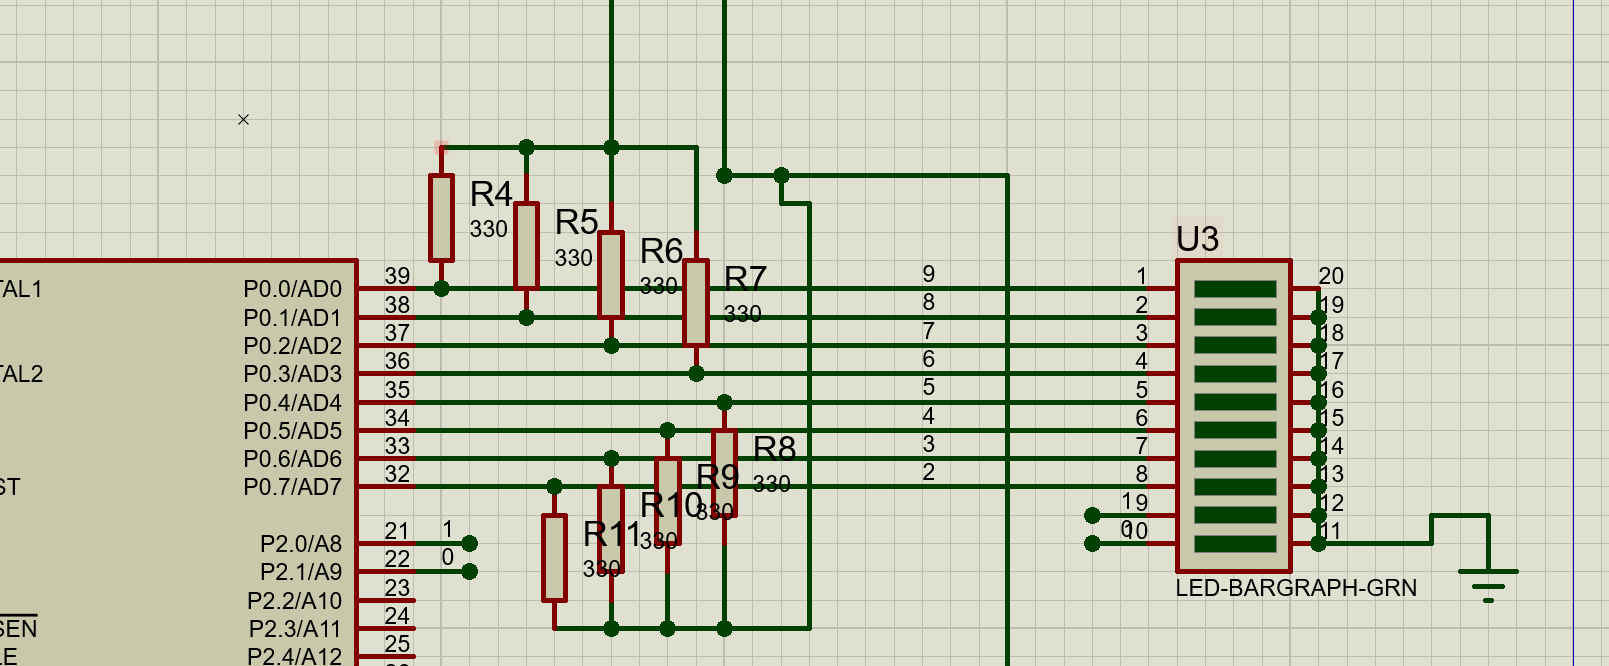 R4
330
R5
330
R6
330
R7
330
U3
TAL1
P0.0/AD0
39
9
1
20
P0.1/AD1
38
8
2
19
P0.2/AD2
37
7
3
18
TAL2
P0.3/AD3
36
6
4
17
P0.4/AD4
35
5
5
16
P0.5/AD5
34
4
6
15
P0.6/AD6
33
3
7
14
ST
P0.7/AD7
32
2
8
13
R8
330
R9
330
R10
330
R11
330
1
9
12
0
10
11
P2.0/A8
21
1
P2.1/A9
22
0
P2.2/A10
23
SEN
P2.3/A11
24
LE
P2.4/A12
25
LED-BARGRAPH-GRN